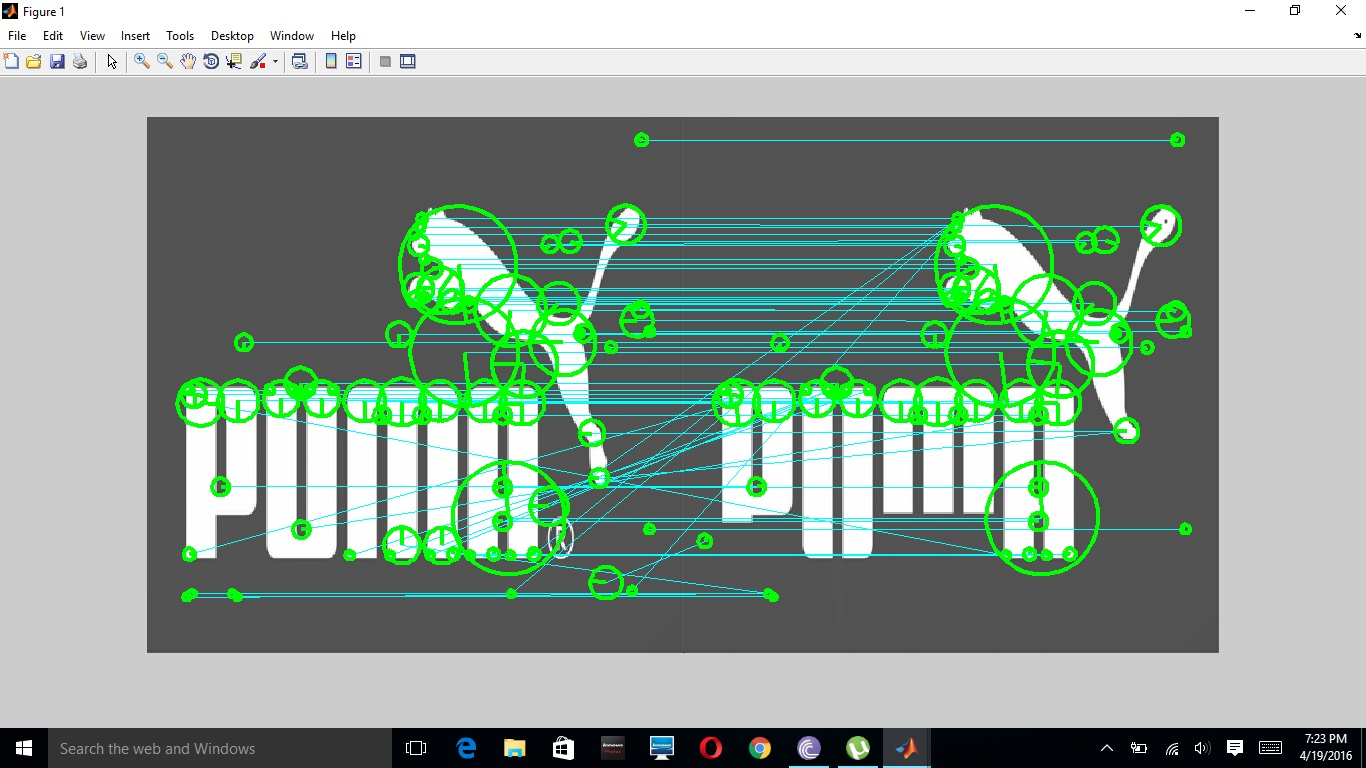 Figure 1
File Edit View Insert Tools Desktop Window Help
PUMA
®
Search the web and Windows
7:23 PM
4/19/2016